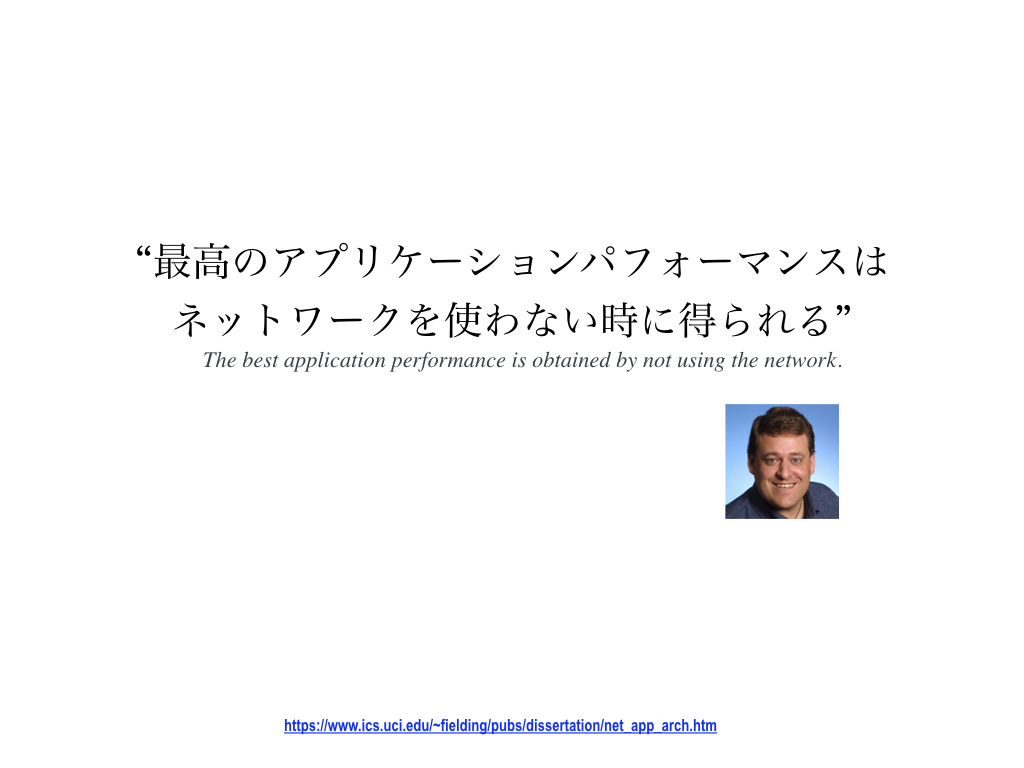 “最高のアプリケーションパフォーマンスは
ネットワークを使わない時に得られる”
The best application performance is obtained by not using the network.
https://www.ics.uci.edu/~fielding/pubs/dissertation/net_app_arch.htm